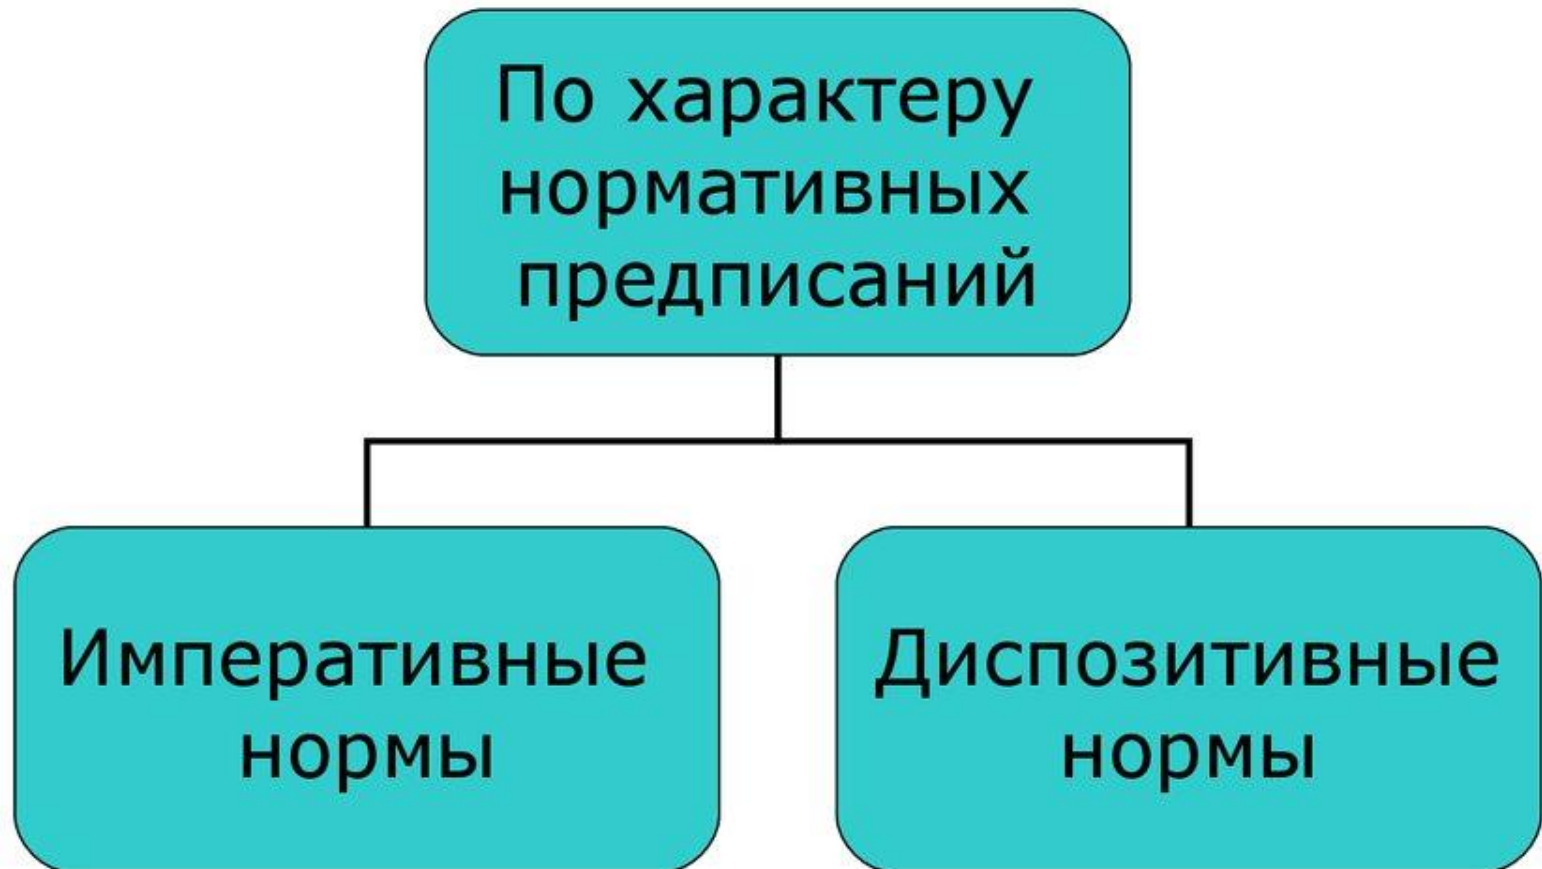 По характеру
нормативных
предписаний
Императивные
нормы
Диспозитивные
нормы